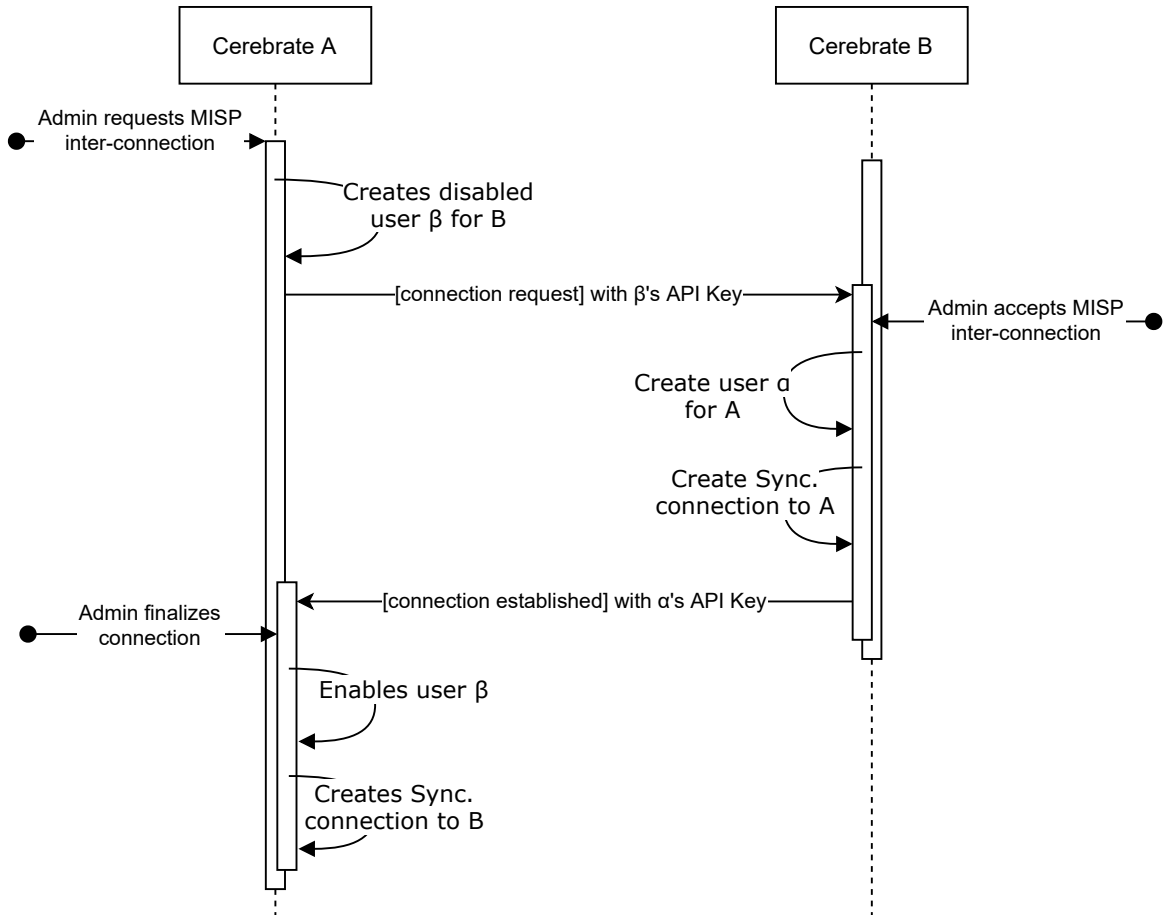 Cerebrate A
Cerebrate B
Admin requests MISP
inter-connection
Creates disabled
user β for B
[connection request] with β's API Key
Admin accepts MISP
inter-connection
Create user α
for A
Create Sync.
connection to A
[connection established] with α's API Key
Admin finalizes
connection
Enables user β
Creates Sync.
connection to B